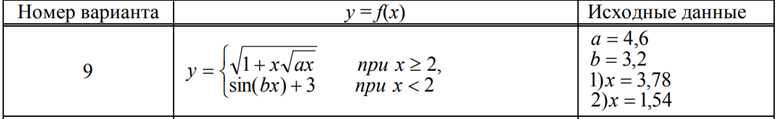 Номер варианта y = f(x) Исходные данные
9
y = {√(1 + x√(ax)) при x ≥ 2,
sin(bx) + 3 при x < 2
a = 4,6
b = 3,2
1)x = 3,78
2)x = 1,54